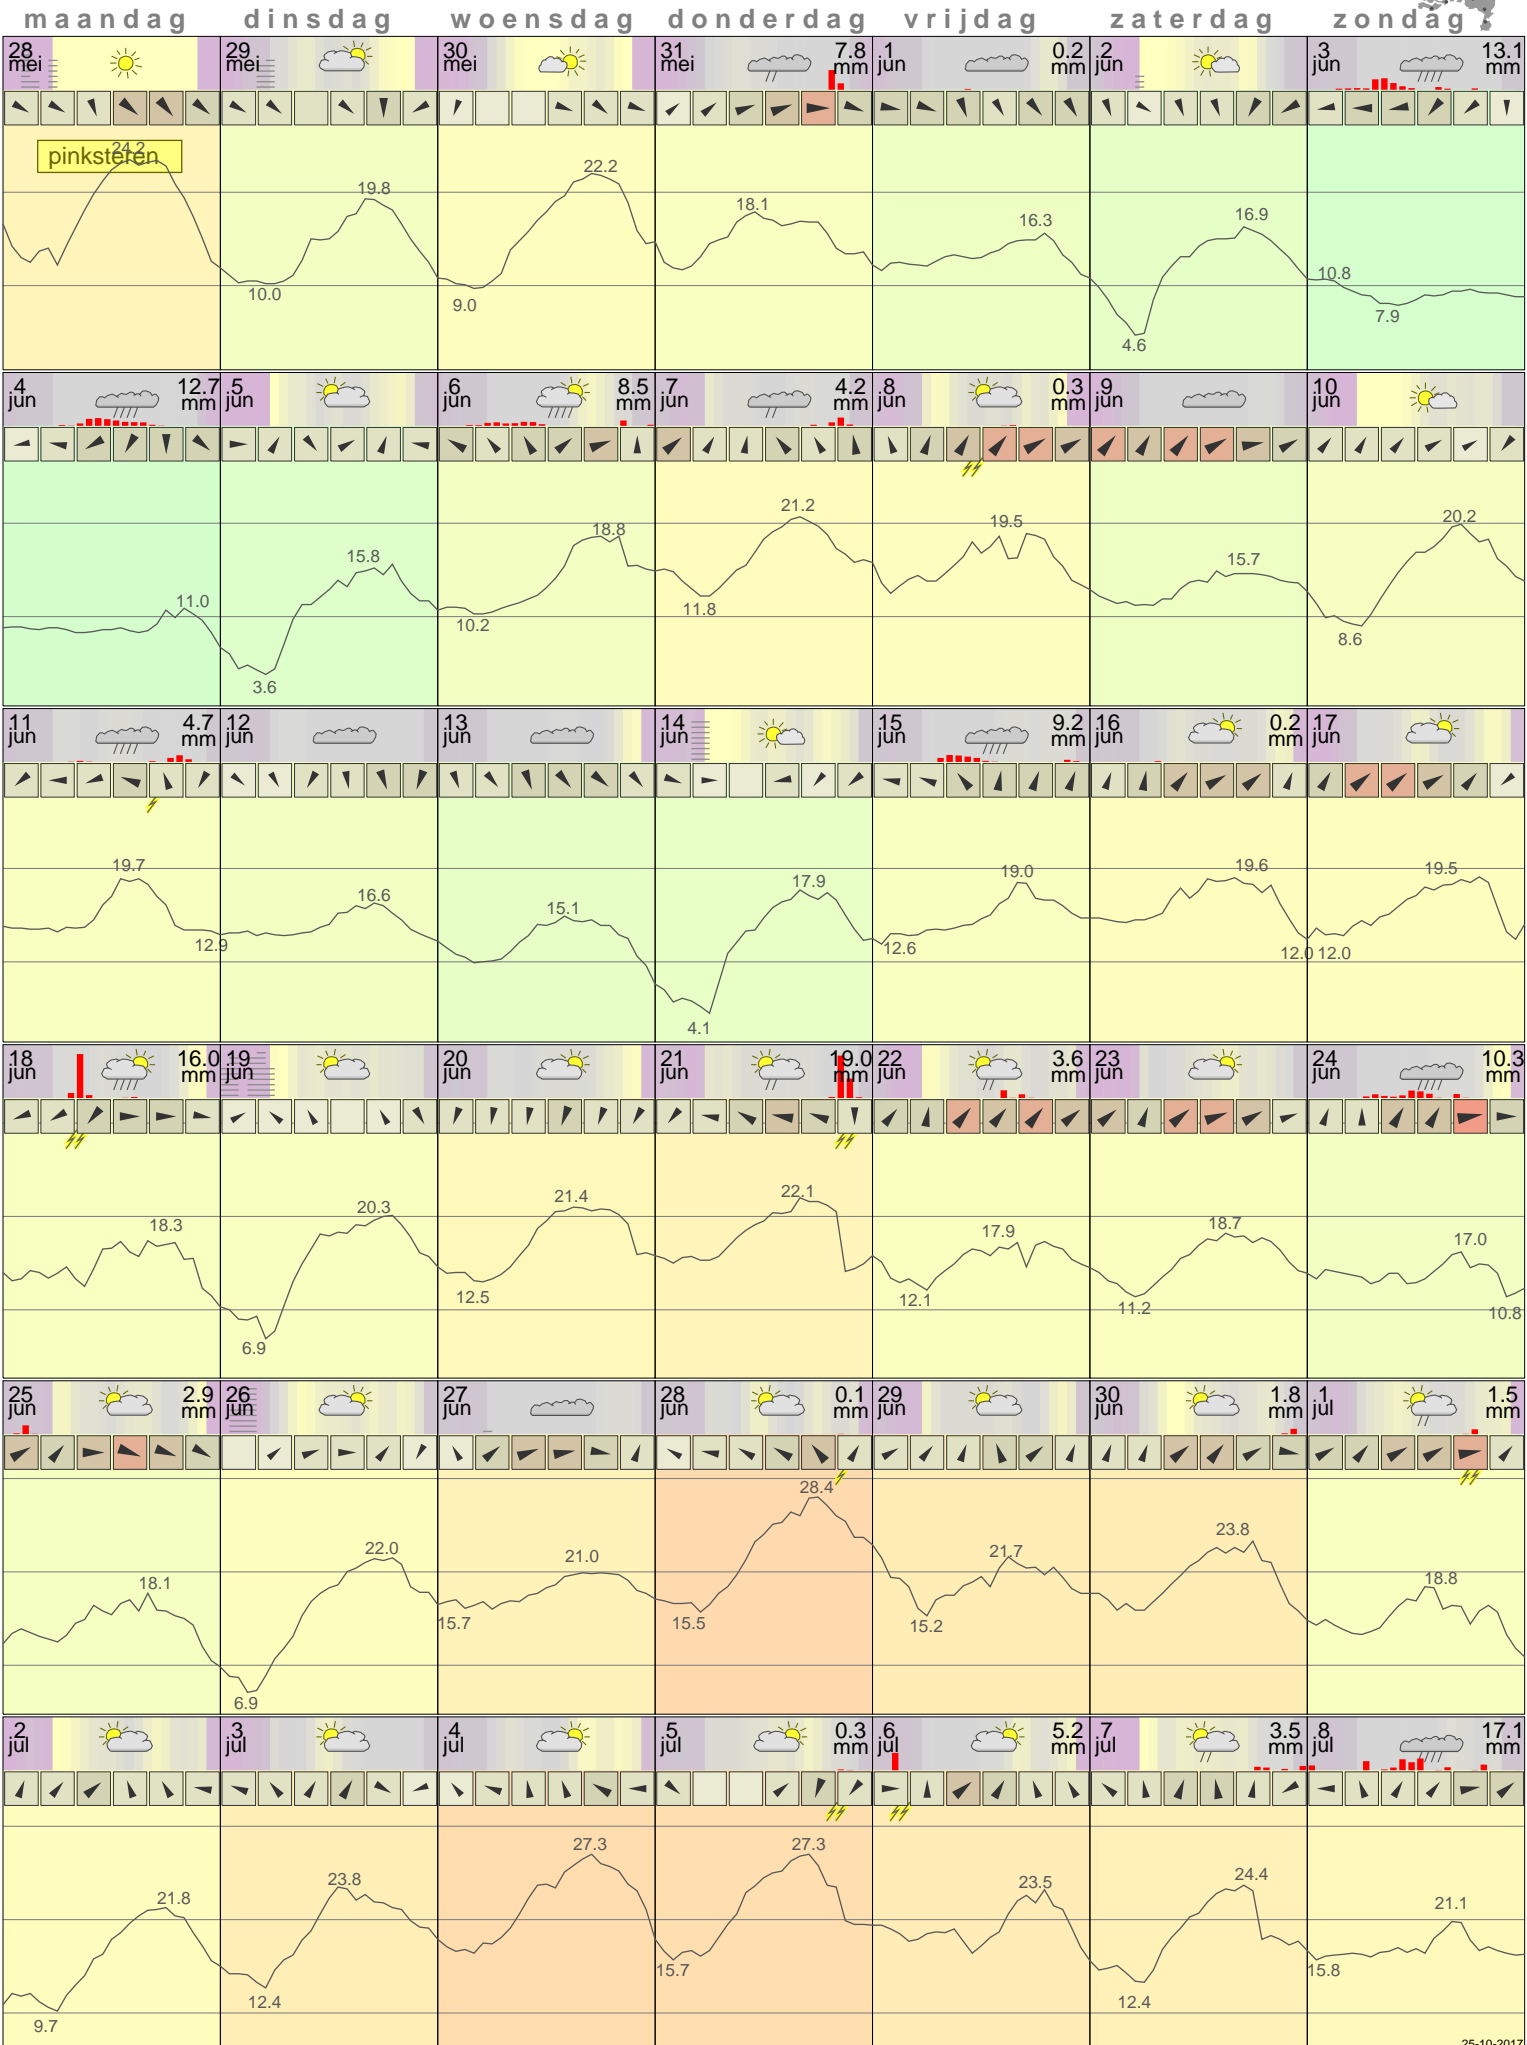 maandag dinsdag woensdag donderdag vrijdag zaterdag zondag
28 29 30 31 7.8 1 0.2 2 3 13.1
mei mei mei mei mm jun mm jun jun mm
pinksteren 24.2
22.2
19.8
18.1
16.9
16.3
10.8
10.0
9.0
7.9
4.6
4 12.7 5 6 8.5 7 4.2 8 0.3 9 10
jun mm jun jun mm jun mm jun mm jun jun
21.2
20.2
19.5
18.8
15.8
15.7
11.0
11.8
10.2
8.6
3.6
11 4.7 12 13 14 15 9.2 16 0.2 17
jun mm jun jun jun jun mm jun mm jun
19.7 19.0 19.6 19.5
16.6 17.9
15.1
12.9 12.6 12.0 12.0
4.1
18 16.0 19 20 21 19.0 22 3.6 23 24 10.3
jun mm jun jun jun mm jun mm jun jun mm
22.1
21.4
20.3
18.3 17.9 18.7
17.0
12.5 12.1 11.2 10.8
6.9
25 2.9 26 27 28 0.1 29 30 1.8 1 1.5
jun mm jun jun jun mm jun jun mm jul mm
28.4
23.8
22.0 21.0 21.7
18.1 18.8
15.7 15.5 15.2
6.9
2 3 4 5 0.3 6 5.2 7 3.5 8 17.1
jul jul jul jul mm jul mm jul mm jul mm
27.3 27.3
23.8 23.5 24.4
21.8 21.1
15.7 15.8
12.4 12.4
9.7
25-10-2017